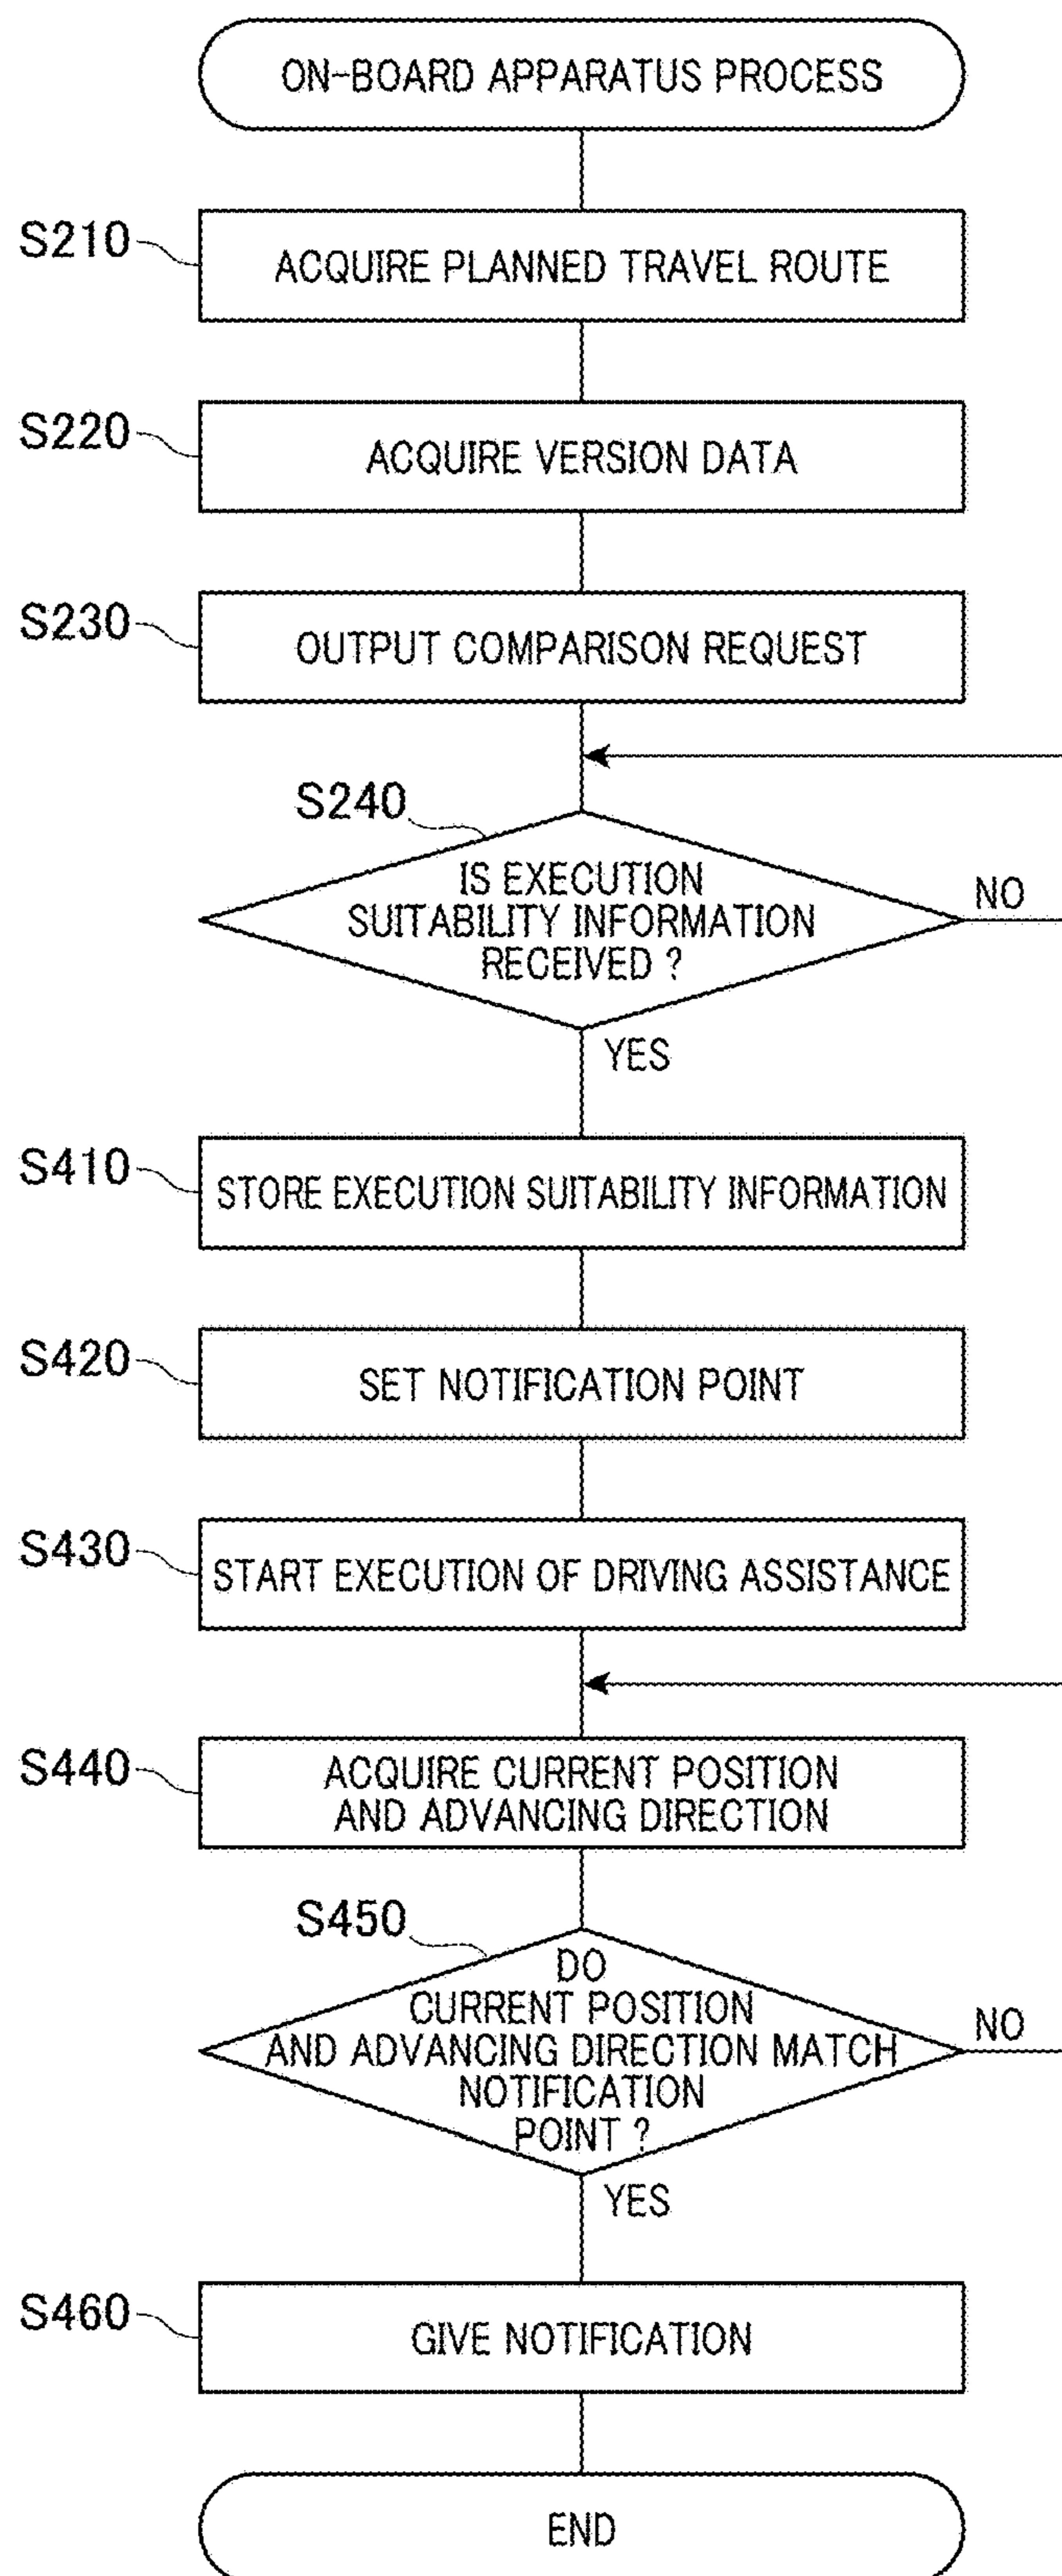 ON-BOARD APPARATUS PROCESS
S210
ACQUIRE PLANNED TRAVEL ROUTE
S220
ACQUIRE VERSION DATA
S230
OUTPUT COMPARISON REQUEST
S240
IS EXECUTION
SUITABILITY INFORMATION
RECEIVED ?
NO
YES
S410
STORE EXECUTION SUITABILITY INFORMATION
S420
SET NOTIFICATION POINT
S430
START EXECUTION OF DRIVING ASSISTANCE
S440
ACQUIRE CURRENT POSITION
AND ADVANCING DIRECTION
S450
DO
CURRENT POSITION
AND ADVANCING DIRECTION MATCH
NOTIFICATION
POINT ?
NO
YES
S460
GIVE NOTIFICATION
END